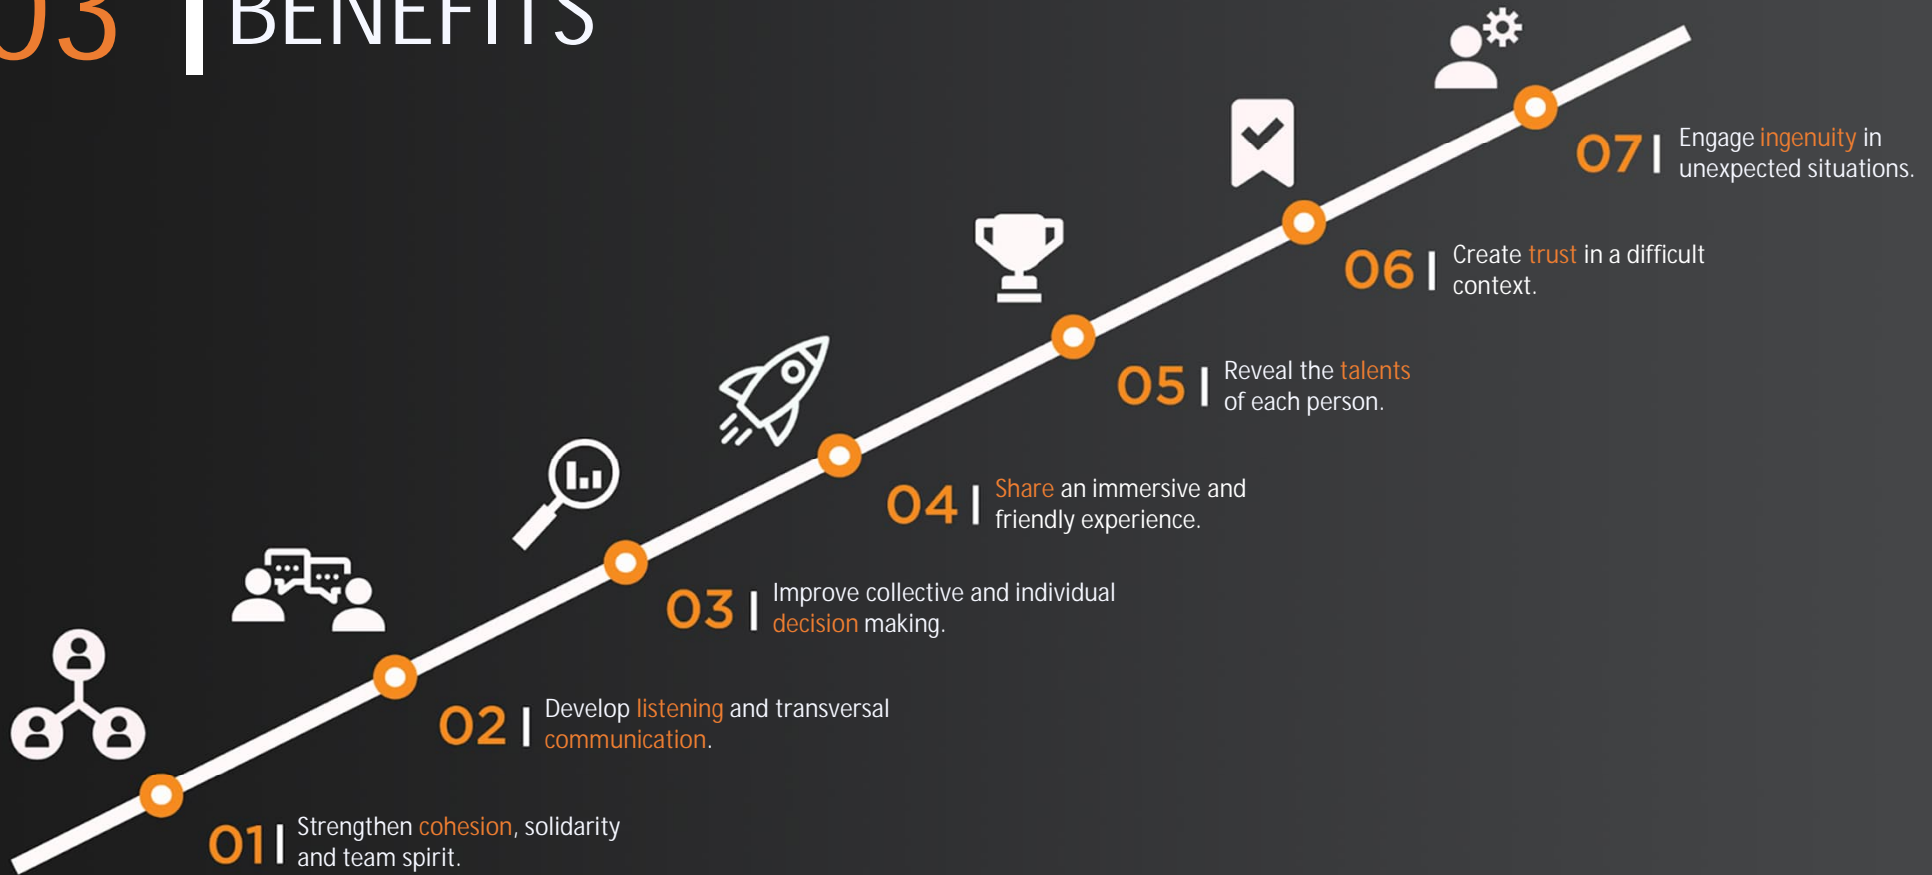 03 | BENEFITS
07 | Engage ingenuity in
unexpected situations.
06 | Create trust in a difficult
context.
05 | Reveal the talents
of each person.
04 | Share an immersive and
friendly experience.
03 | Improve collective and individual
decision making.
02 | Develop listening and transversal
communication.
01 | Strengthen cohesion, solidarity
and team spirit.